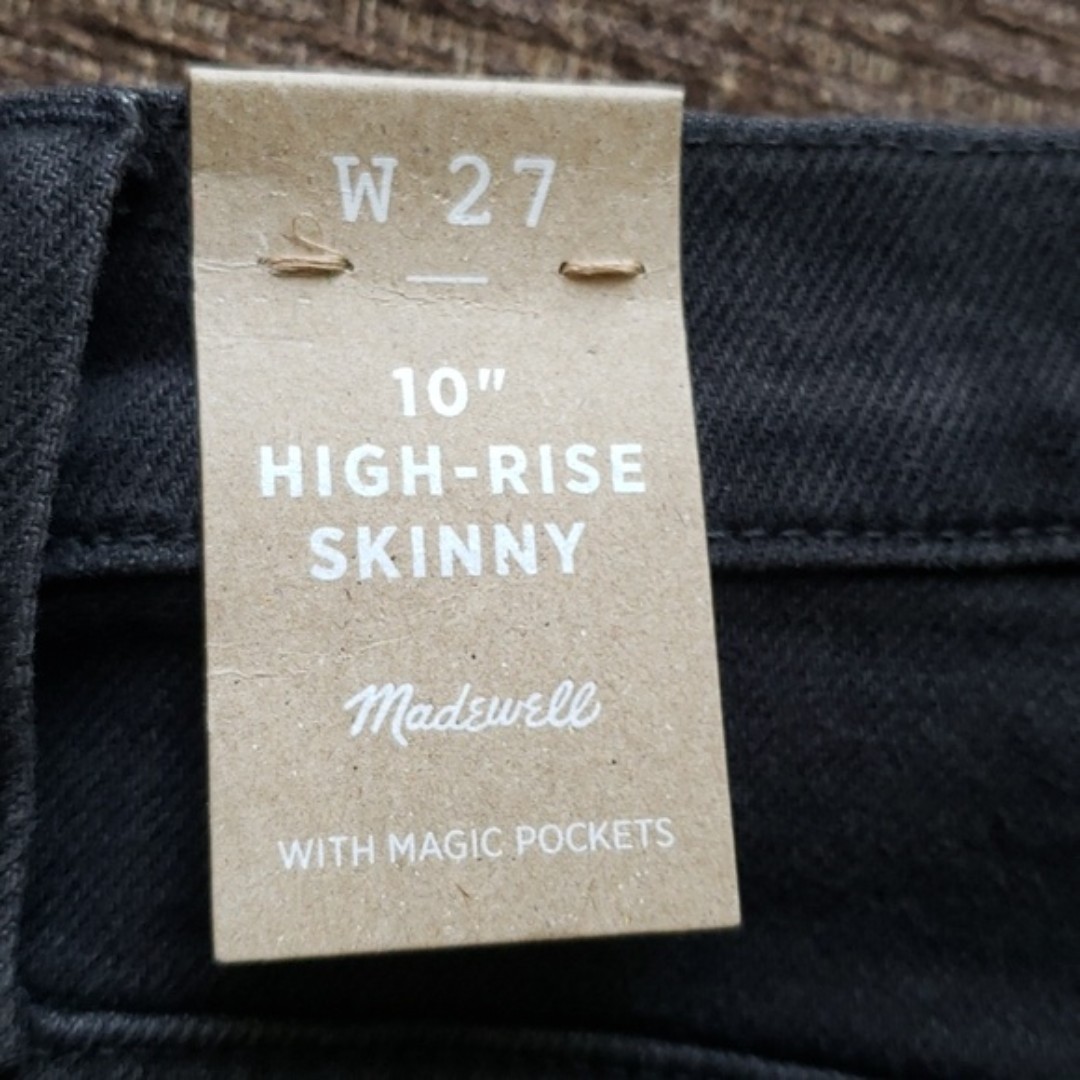 W 27
10"
HIGH-RISE
SKINNY
Madewell
WITH MAGIC POCKETS